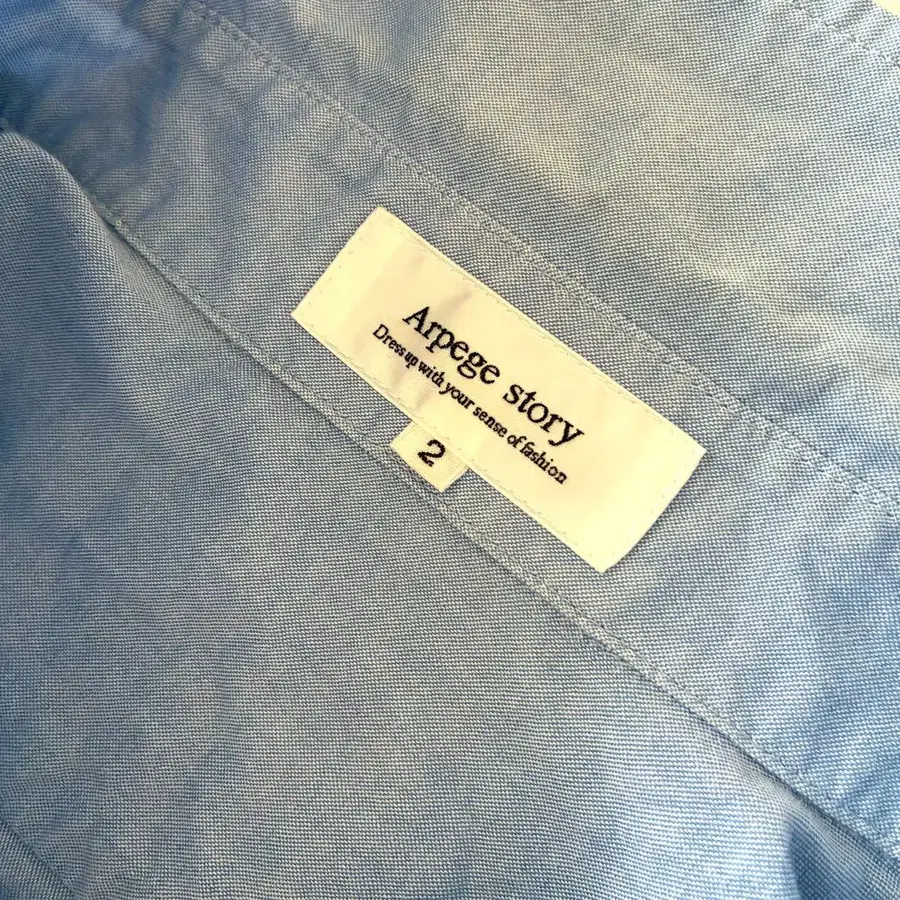 Arpege story
Dress up with your sense of fashion
2